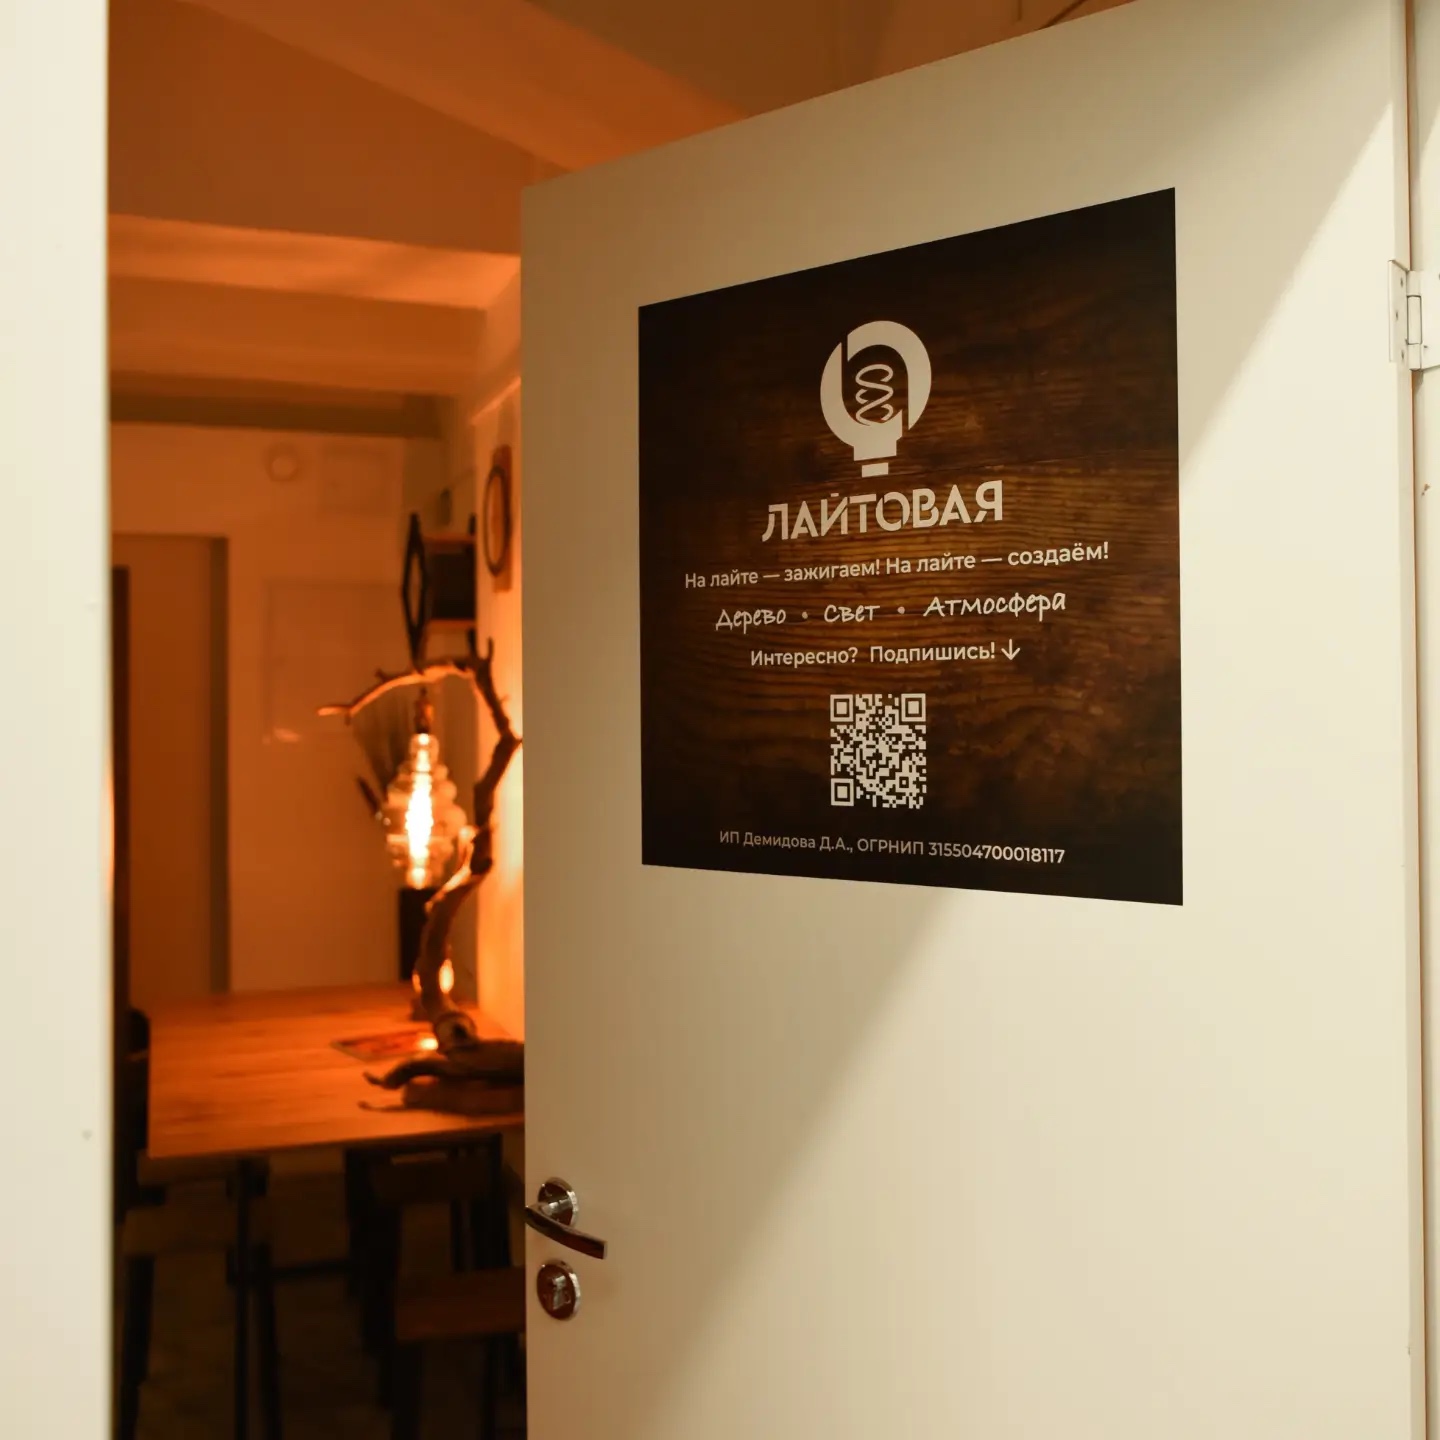 ЛАЙТОВАЯ
На лайте — зажигаем! На лайте — создаём!
Дерево • Свет • Атмосфера
Интересно? Подпишись! ↓
ИП Демидова Д.А., ОГРНИП 315504700018117